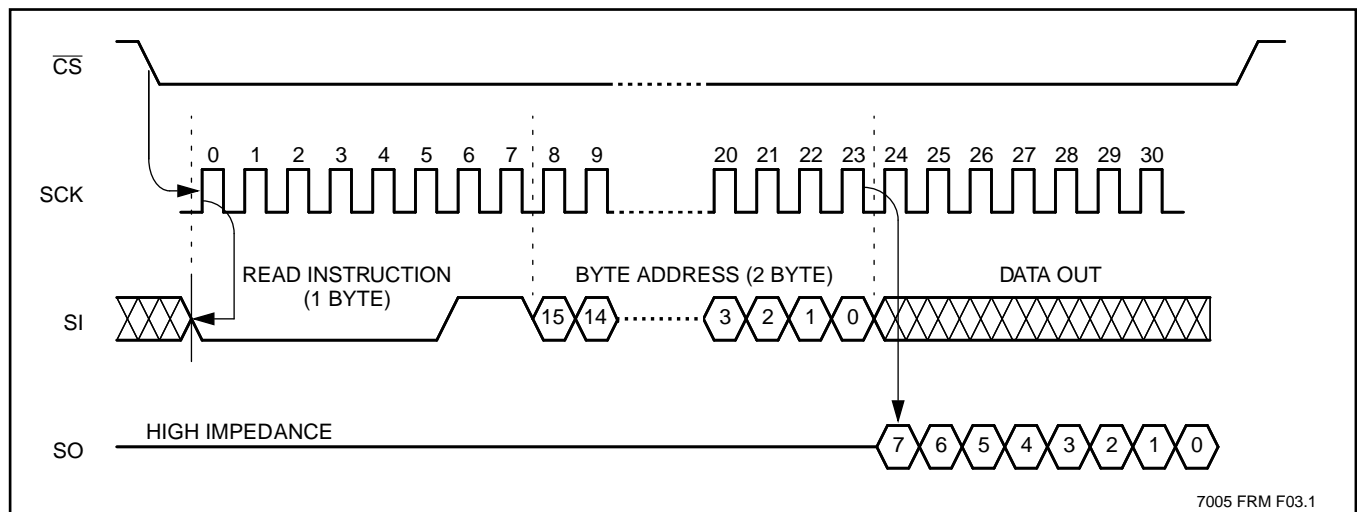 CS
0 1 2 3 4 5 6 7 8 9 20 21 22 23 24 25 26 27 28 29 30
SCK
READ INSTRUCTION
(1 BYTE)
BYTE ADDRESS (2 BYTE)
DATA OUT
SI
15 14 3 2 1 0
HIGH IMPEDANCE
SO
7 6 5 4 3 2 1 0
7005 FRM F03.1